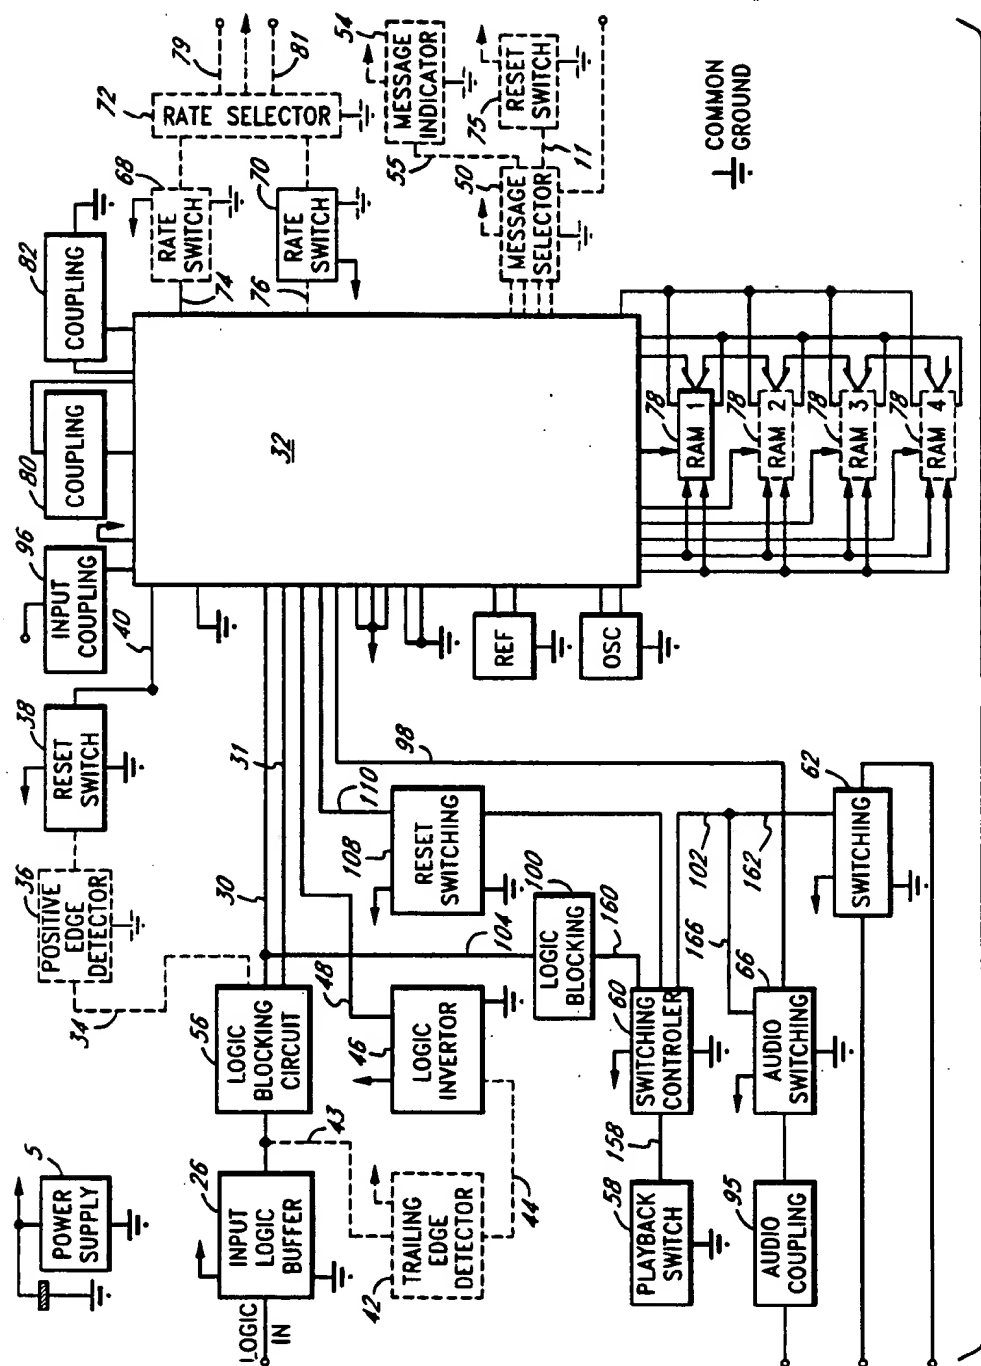 79
81
72
RATE SELECTOR
68
RATE
SWITCH
74
70
RATE
SWITCH
76
54
MESSAGE
INDICATOR
55
75
RESET
SWITCH
11
50
MESSAGE
SELECTOR
COMMON
GROUND
82
COUPLING
80
COUPLING
96
INPUT
COUPLING
40
32
78
RAM 1
78
RAM 2
78
RAM 3
78
RAM 4
REF
OSC
38
RESET
SWITCH
36
POSITIVE
EDGE
DETECTOR
34
31
30
98
110
108
RESET
SWITCHING
104
100
LOGIC
BLOCKING
160
102
162
62
SWITCHING
166
5
POWER
SUPPLY
56
LOGIC
BLOCKING
CIRCUIT
48
46
LOGIC
INVERTOR
60
SWITCHING
CONTROLER
66
AUDIO
SWITCHING
43
44
158
26
INPUT
LOGIC
BUFFER
LOGIC
IN
42
TRAILING
EDGE
DETECTOR
58
PLAYBACK
SWITCH
95
AUDIO
COUPLING